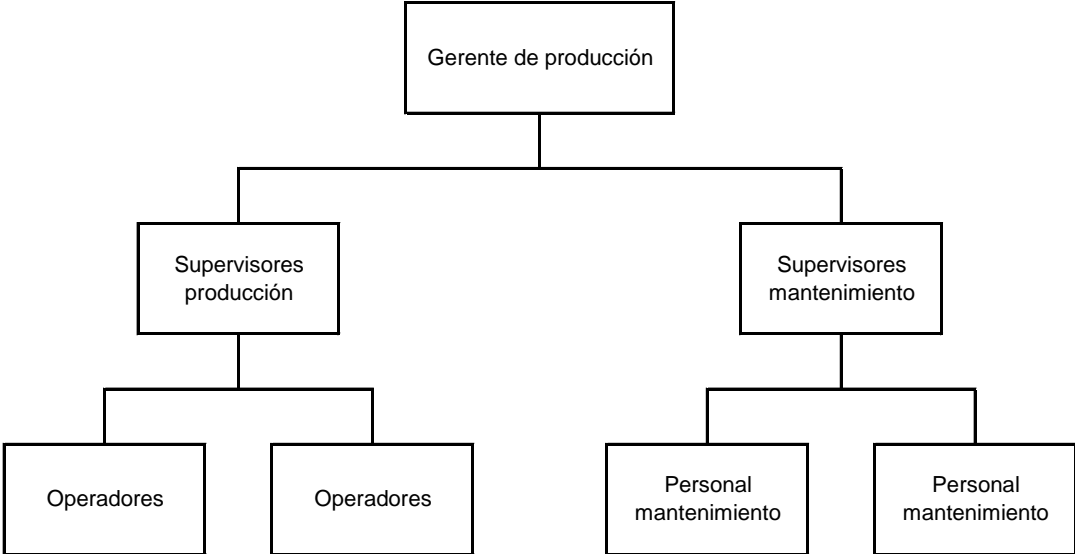 Gerente de producción
Supervisores
producción
Supervisores
mantenimiento
Operadores
Operadores
Personal
mantenimiento
Personal
mantenimiento